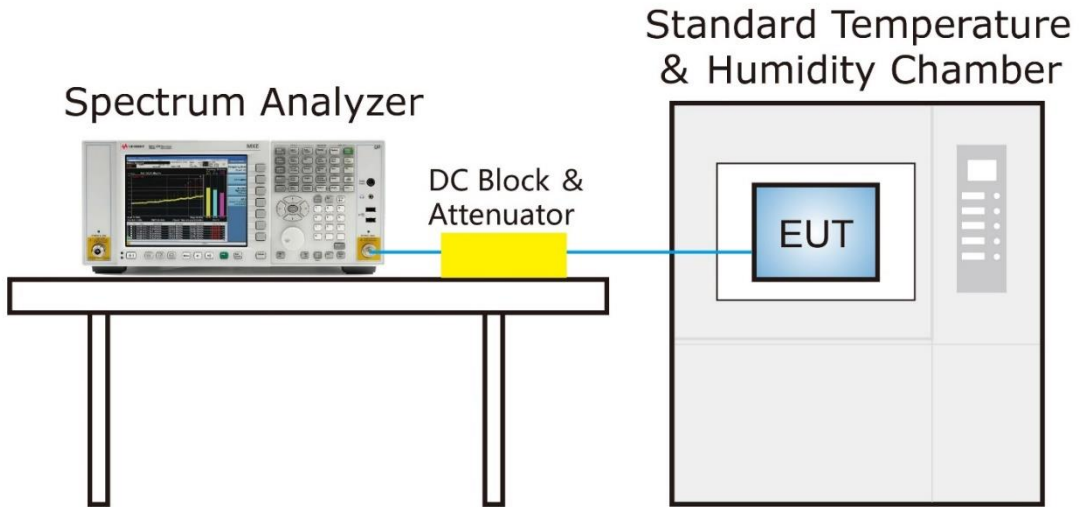 Standard Temperature
& Humidity Chamber
Spectrum Analyzer
DC Block &
Attenuator
EUT